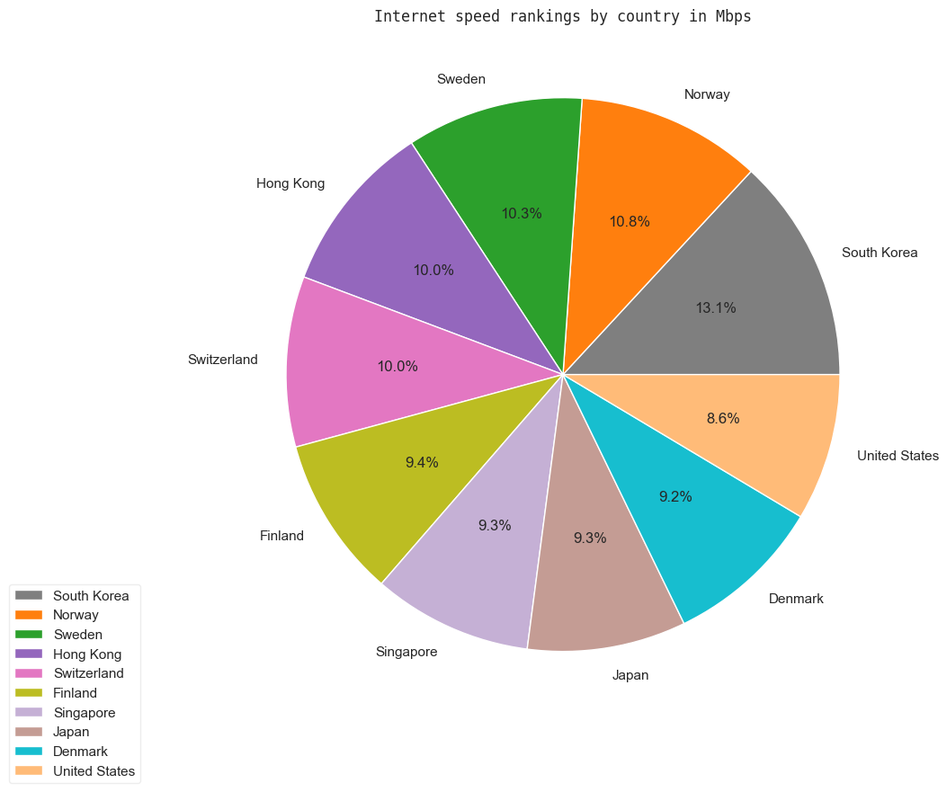 Internet speed rankings by country in Mbps
Sweden
Norway
Hong Kong
South Korea
10.3%
10.8%
10.0%
13.1%
Switzerland
10.0%
8.6%
United States
9.4%
9.2%
9.3%
9.3%
Finland
Denmark
Singapore
Japan
South Korea
Norway
Sweden
Hong Kong
Switzerland
Finland
Singapore
Japan
Denmark
United States